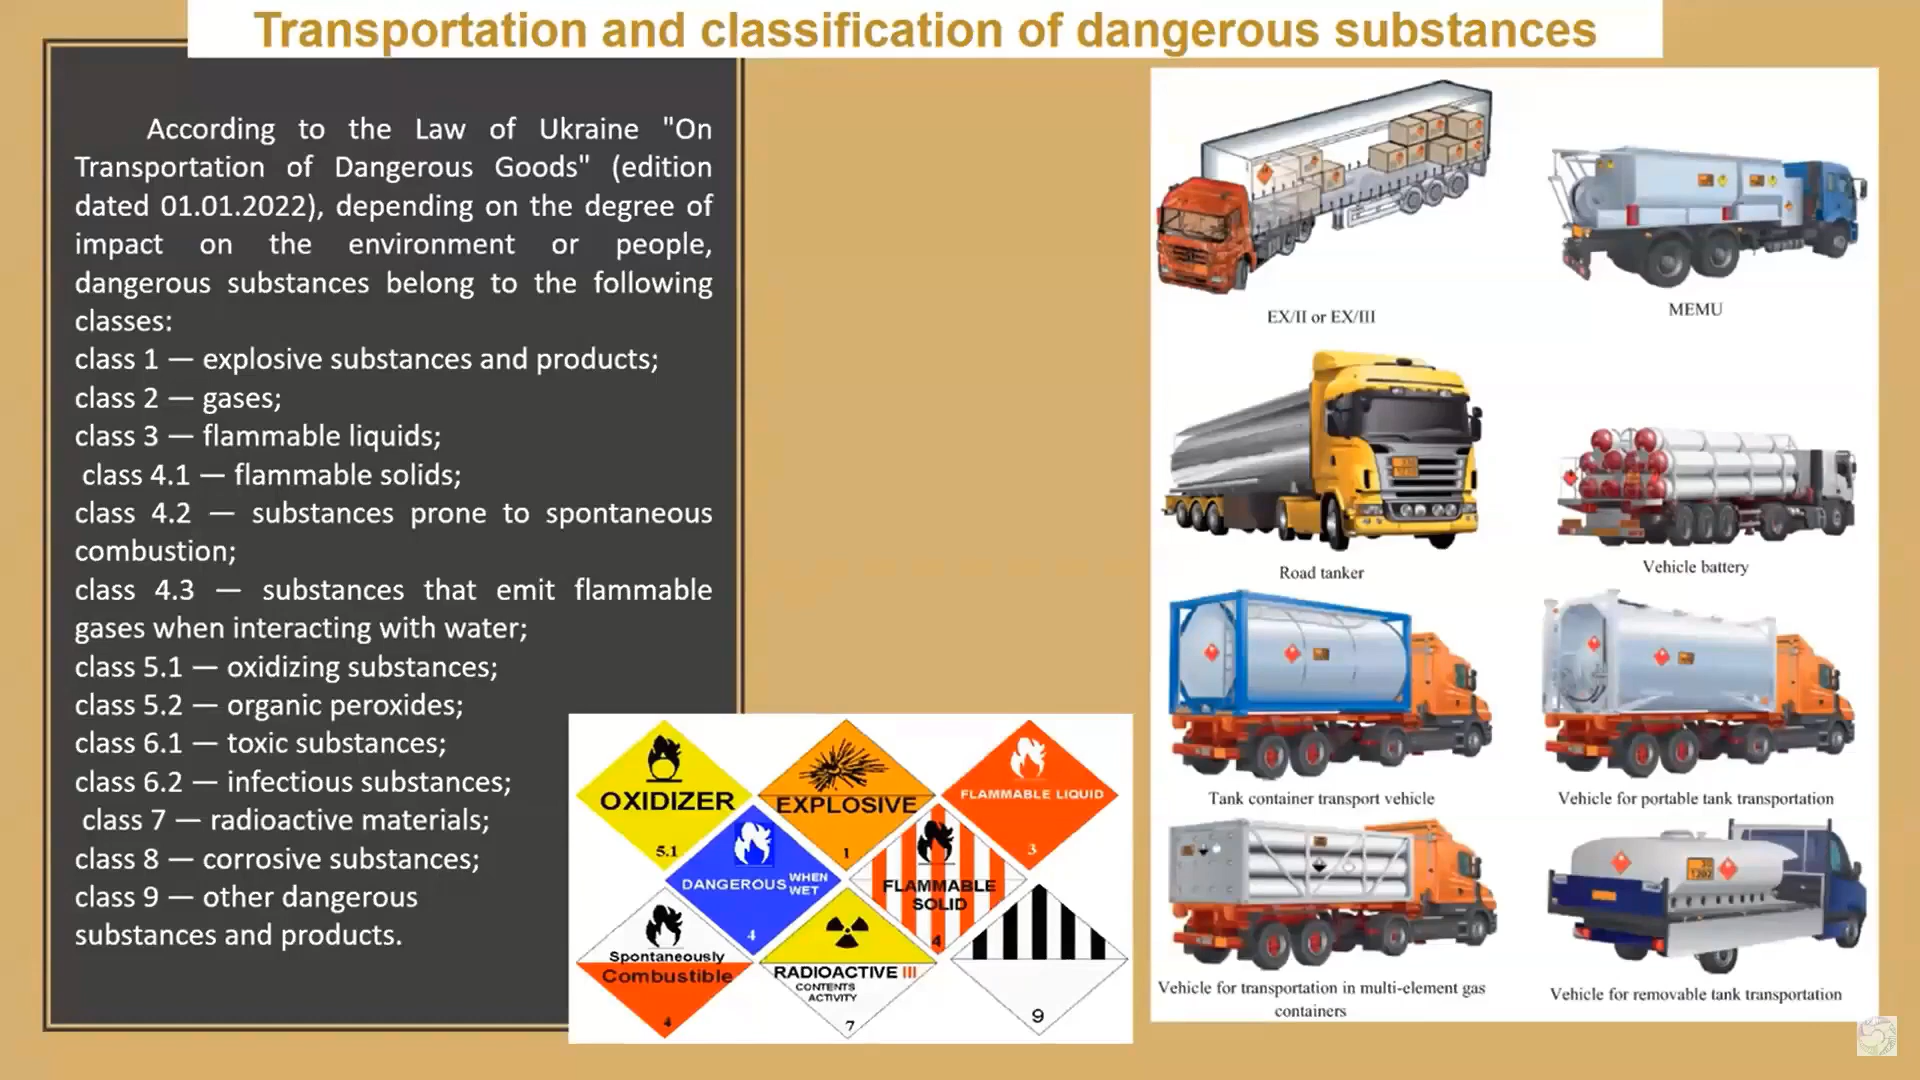 Transportation and classification of dangerous substances
According to the Law of Ukraine "On
Transportation of Dangerous Goods" (edition
dated 01.01.2022), depending on the degree of
impact on the environment or people,
dangerous substances belong to the following
classes:
class 1 — explosive substances and products;
class 2 — gases;
class 3 — flammable liquids;
class 4.1 — flammable solids;
class 4.2 — substances prone to spontaneous
combustion;
class 4.3 — substances that emit flammable
gases when interacting with water;
class 5.1 — oxidizing substances;
class 5.2 — organic peroxides;
class 6.1 — toxic substances;
class 6.2 — infectious substances;
class 7 — radioactive materials;
class 8 — corrosive substances;
class 9 — other dangerous
substances and products.
OXIDIZER
5.1
EXPLOSIVE
1
FLAMMABLE LIQUID
3
DANGEROUS WHEN WET
4
FLAMMABLE
SOLID
4
Spontaneously
Combustible
4
RADIOACTIVE III
CONTENTS
ACTIVITY
7
9
EX/II or EX/III
MEMU
Road tanker
Vehicle battery
Tank container transport vehicle
Vehicle for portable tank transportation
Vehicle for transportation in multi-element gas
containers
Vehicle for removable tank transportation